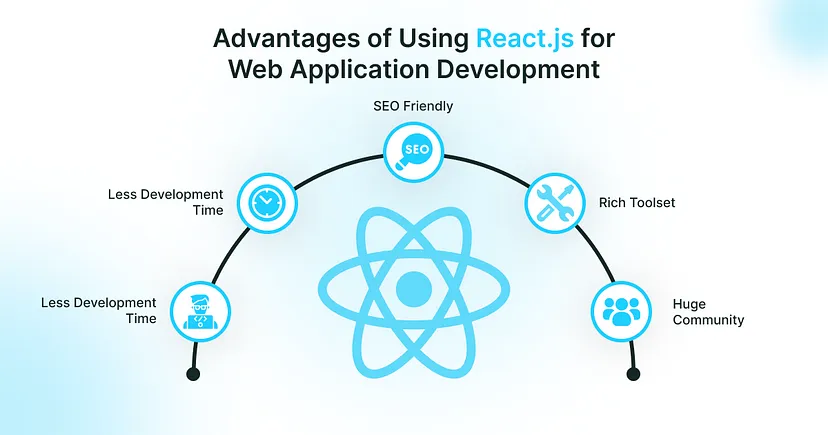 Advantages of Using React.js for
Web Application Development
SEO Friendly
SEO
Less Development
Time
Rich Toolset
Less Development
Time
Huge
Community